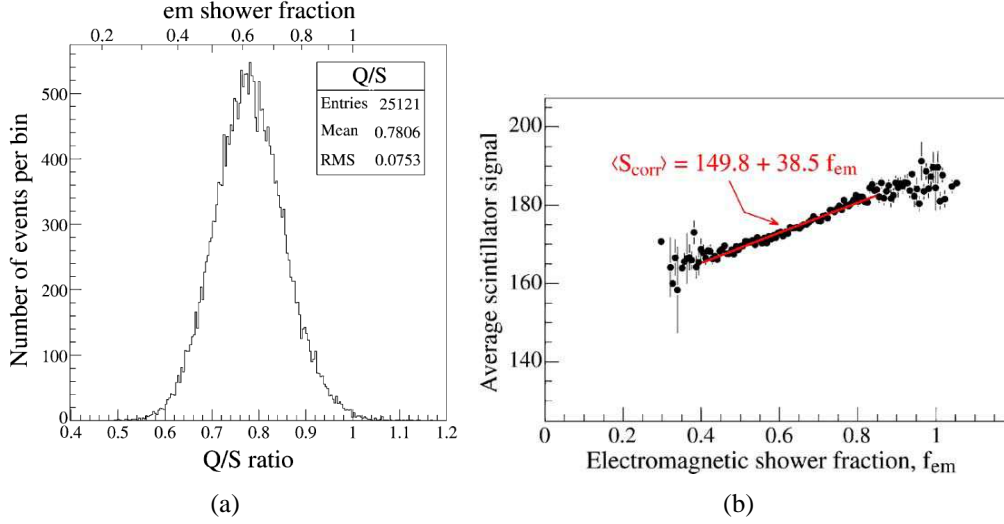 em shower fraction
0.2 0.4 0.6 0.8 1
Q/S
Entries 25121
Mean 0.7806
RMS 0.0753
Number of events per bin
500
400
300
200
100
0
0.4 0.5 0.6 0.7 0.8 0.9 1 1.1 1.2
Q/S ratio
(a)
Average scintillator signal
200
180
160
140
⟨S_corr⟩ = 149.8 + 38.5 f_em
0 0.2 0.4 0.6 0.8 1
Electromagnetic shower fraction, f_em
(b)